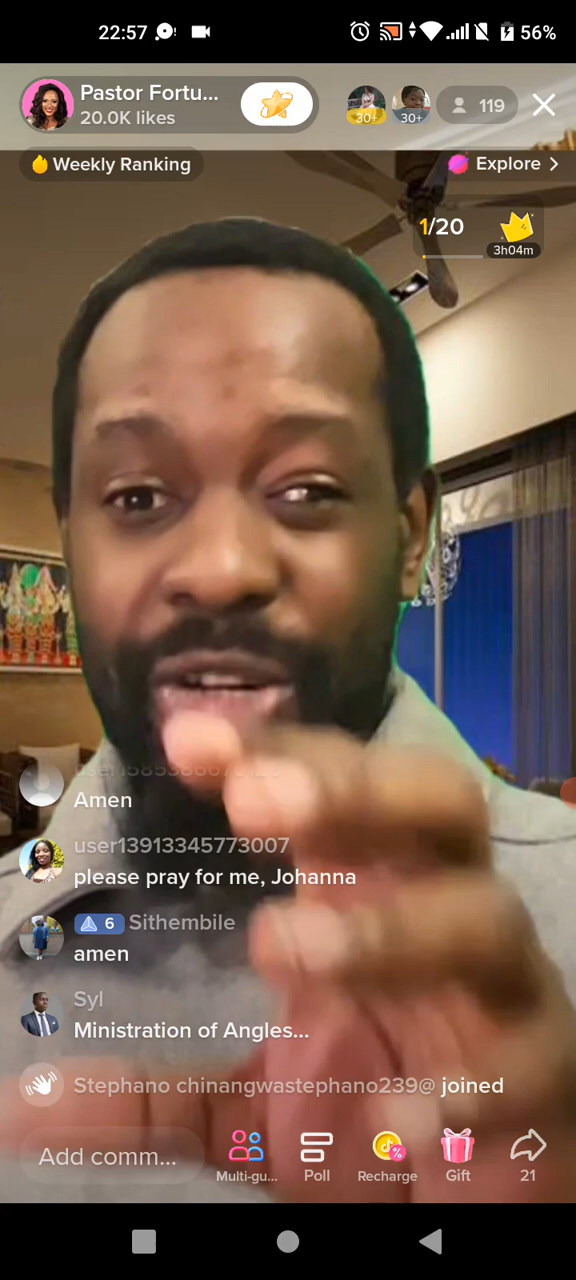 22:57
56%
Pastor Fortu...
20.0K likes
30+
30+
119
Weekly Ranking
Explore >
1/20
3h04m
Amen
user13913345773007
please pray for me, Johanna
6 Sithembile
amen
Syl
Ministration of Angles...
Stephano chinangwastephano239@ joined
Add comm...
Multi-gu...
Poll
Recharge
Gift
21